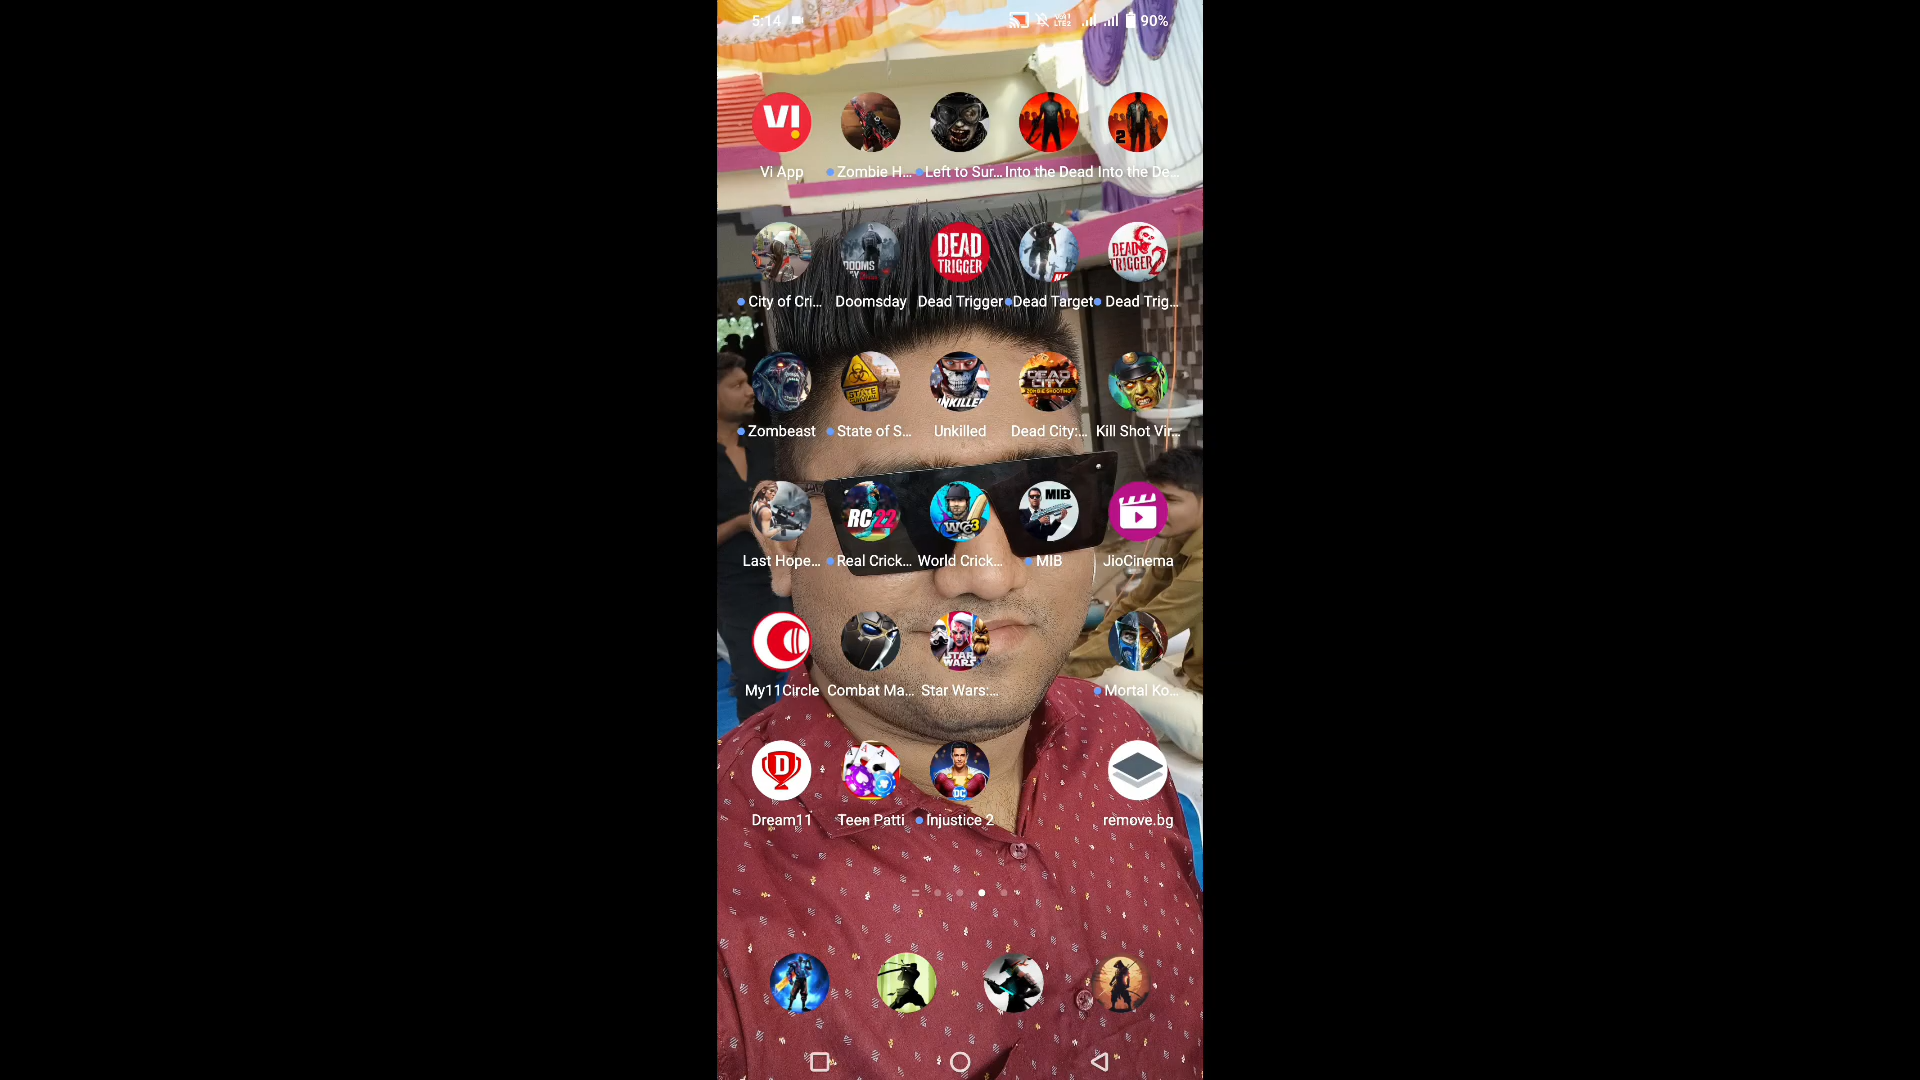 5:14 90%
Vi App Zombie H... Left to Sur... Into the Dead Into the De...
City of Cri... Doomsday Dead Trigger Dead Target Dead Trig...
Zombeast State of S... Unkilled Dead City:... Kill Shot Vir...
Last Hope... Real Crick... World Crick... MIB JioCinema
My11Circle Combat Ma... Star Wars:... Mortal Ko...
Dream11 Teen Patti Injustice 2 remove.bg